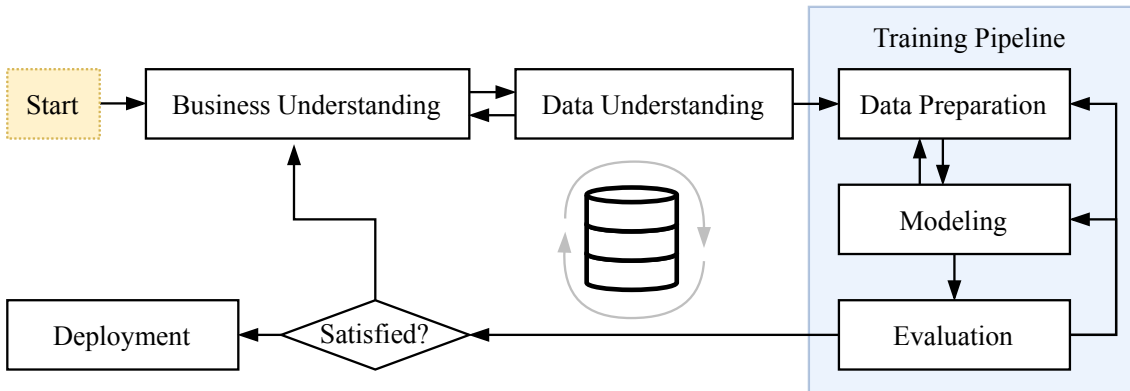 Training Pipeline
Start
Business Understanding
Data Understanding
Data Preparation
Modeling
Deployment
Satisfied?
Evaluation